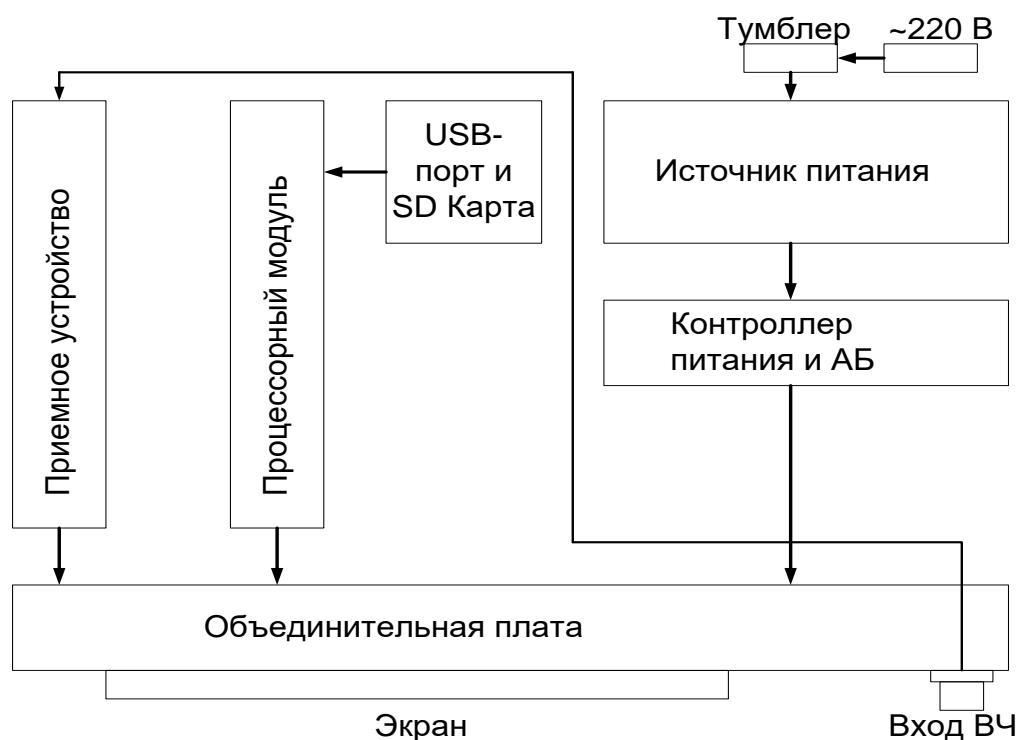 Тумблер
~220 В
Приемное устройство
Процессорный модуль
USB-
порт и
SD Карта
Источник питания
Контроллер
питания и АБ
Объединительная плата
Экран
Вход ВЧ